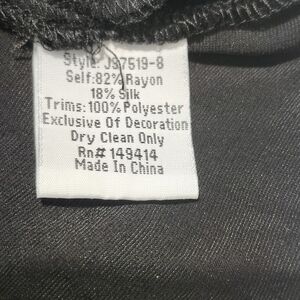 Style: J97519-8
Self:82% Rayon
18% Silk
Trims:100% Polyester
Exclusive Of Decoration
Dry Clean Only
Rn# 149414
Made In China